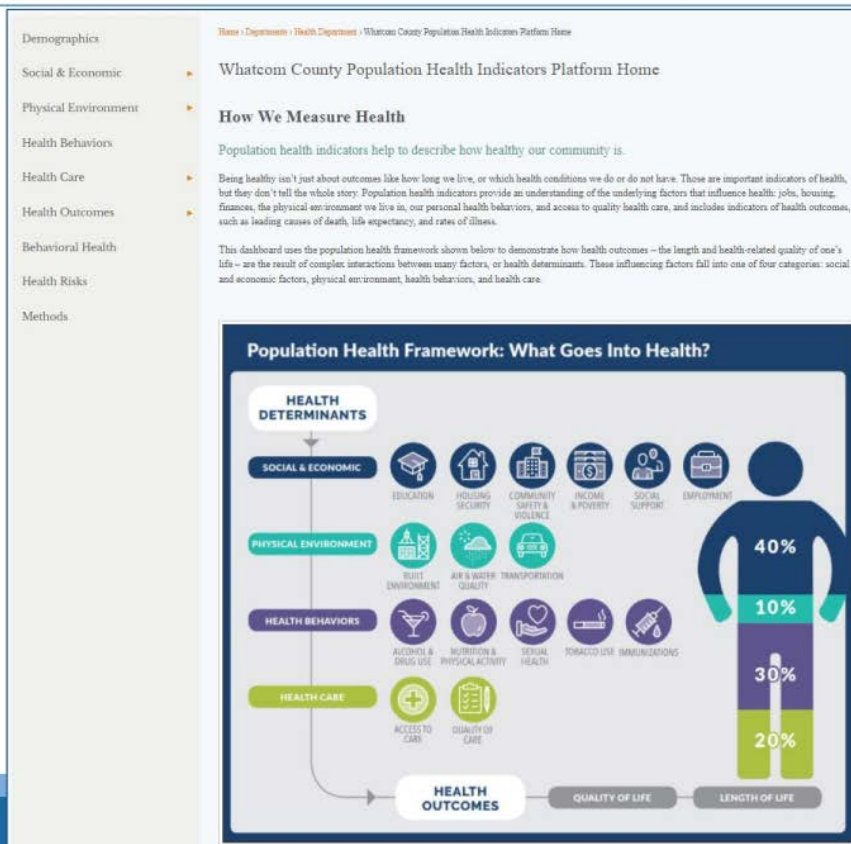 Demographics
Social & Economic
Physical Environment
Health Behaviors
Health Care
Health Outcomes
Behavioral Health
Health Risks
Methods
Home › Departments › Health Department › Whatcom County Population Health Indicators Platform Home
Whatcom County Population Health Indicators Platform Home
How We Measure Health
Population health indicators help to describe how healthy our community is.
Being healthy isn't just about outcomes like how long we live, or which health conditions we do or do not have. Those are important indicators of health,
but they don't tell the whole story. Population health indicators provide an understanding of the underlying factors that influence health: jobs, housing,
finances, the physical environment we live in, our personal health behaviors, and access to quality health care, and includes indicators of health outcomes,
such as leading causes of death, life expectancy, and rates of illness.
This dashboard uses the population health framework shown below to demonstrate how health outcomes – the length and health-related quality of one's
life – are the result of complex interactions between many factors, or health determinants. These influencing factors fall into one of four categories: social
and economic factors, physical environment, health behaviors, and health care.
Population Health Framework: What Goes Into Health?
HEALTH
DETERMINANTS
SOCIAL & ECONOMIC
EDUCATION
HOUSING
SECURITY
COMMUNITY
SAFETY &
VIOLENCE
INCOME
& POVERTY
SOCIAL
SUPPORT
EMPLOYMENT
40%
PHYSICAL ENVIRONMENT
BUILT
ENVIRONMENT
AIR & WATER
QUALITY
TRANSPORTATION
10%
HEALTH BEHAVIORS
ALCOHOL &
DRUG USE
NUTRITION &
PHYSICAL ACTIVITY
SEXUAL
HEALTH
TOBACCO USE
IMMUNIZATIONS
30%
HEALTH CARE
ACCESS TO
CARE
QUALITY OF
CARE
20%
HEALTH
OUTCOMES
QUALITY OF LIFE
LENGTH OF LIFE